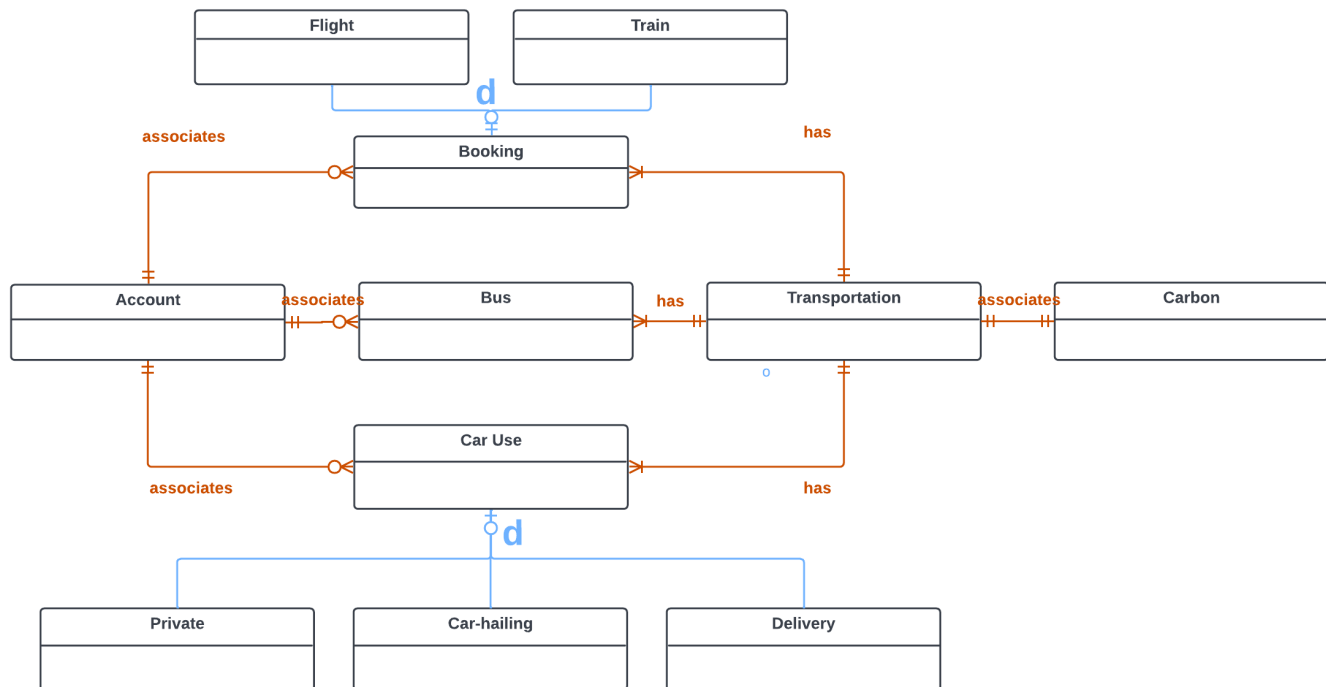 Flight
Train
d
associates
has
Booking
Account
associates
Bus
has
Transportation
associates
Carbon
o
Car Use
associates
has
d
Private
Car-hailing
Delivery